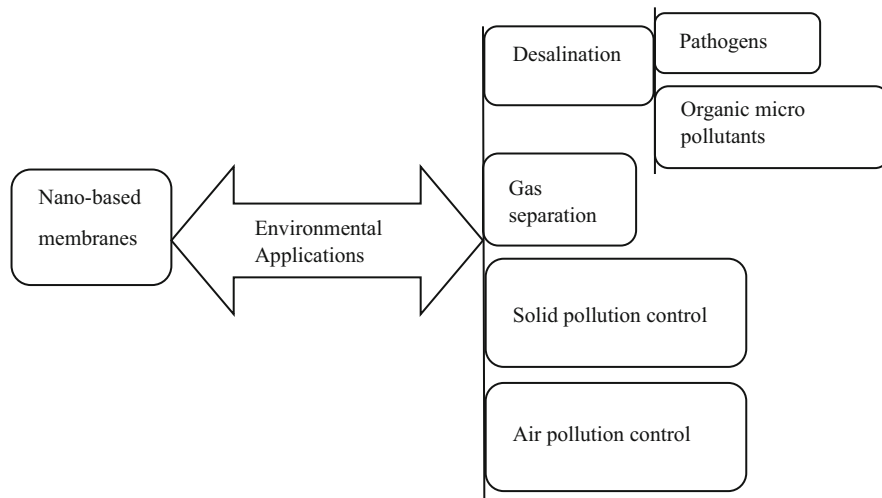 Nano-based
membranes
Environmental
Applications
Desalination
Pathogens
Organic micro
pollutants
Gas
separation
Solid pollution control
Air pollution control